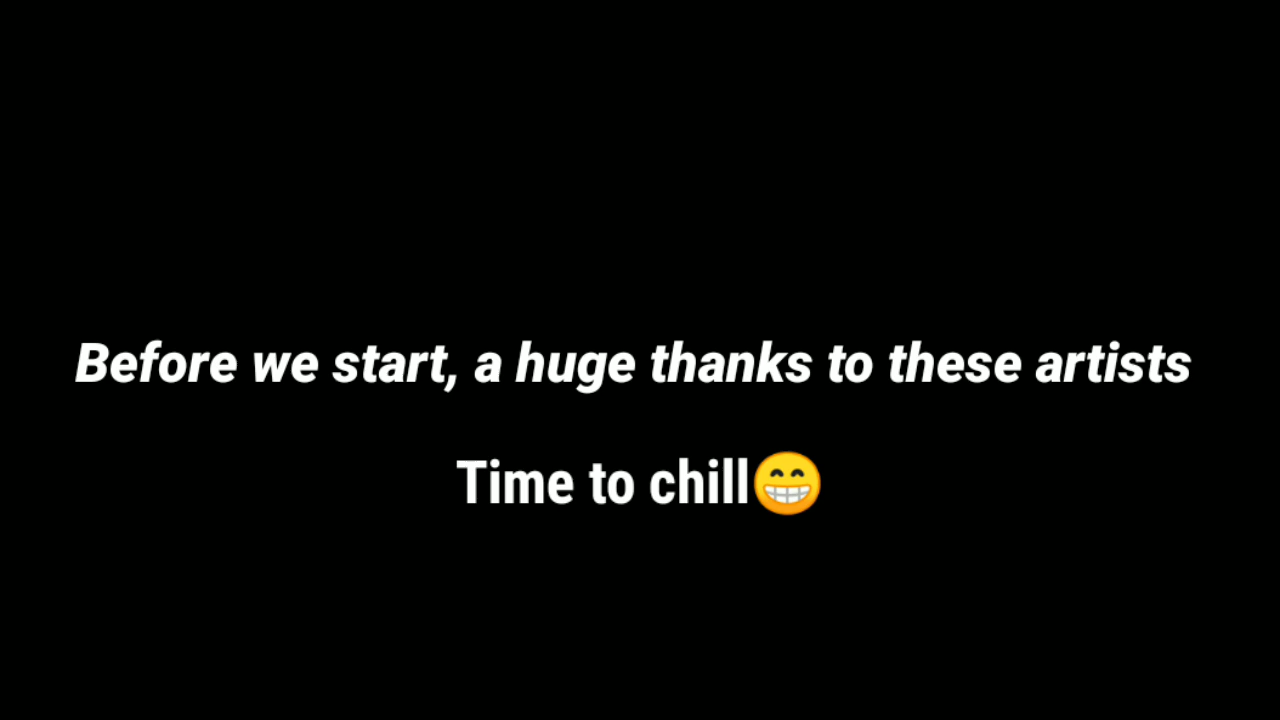 Before we start, a huge thanks to these artists
Time to chill😁